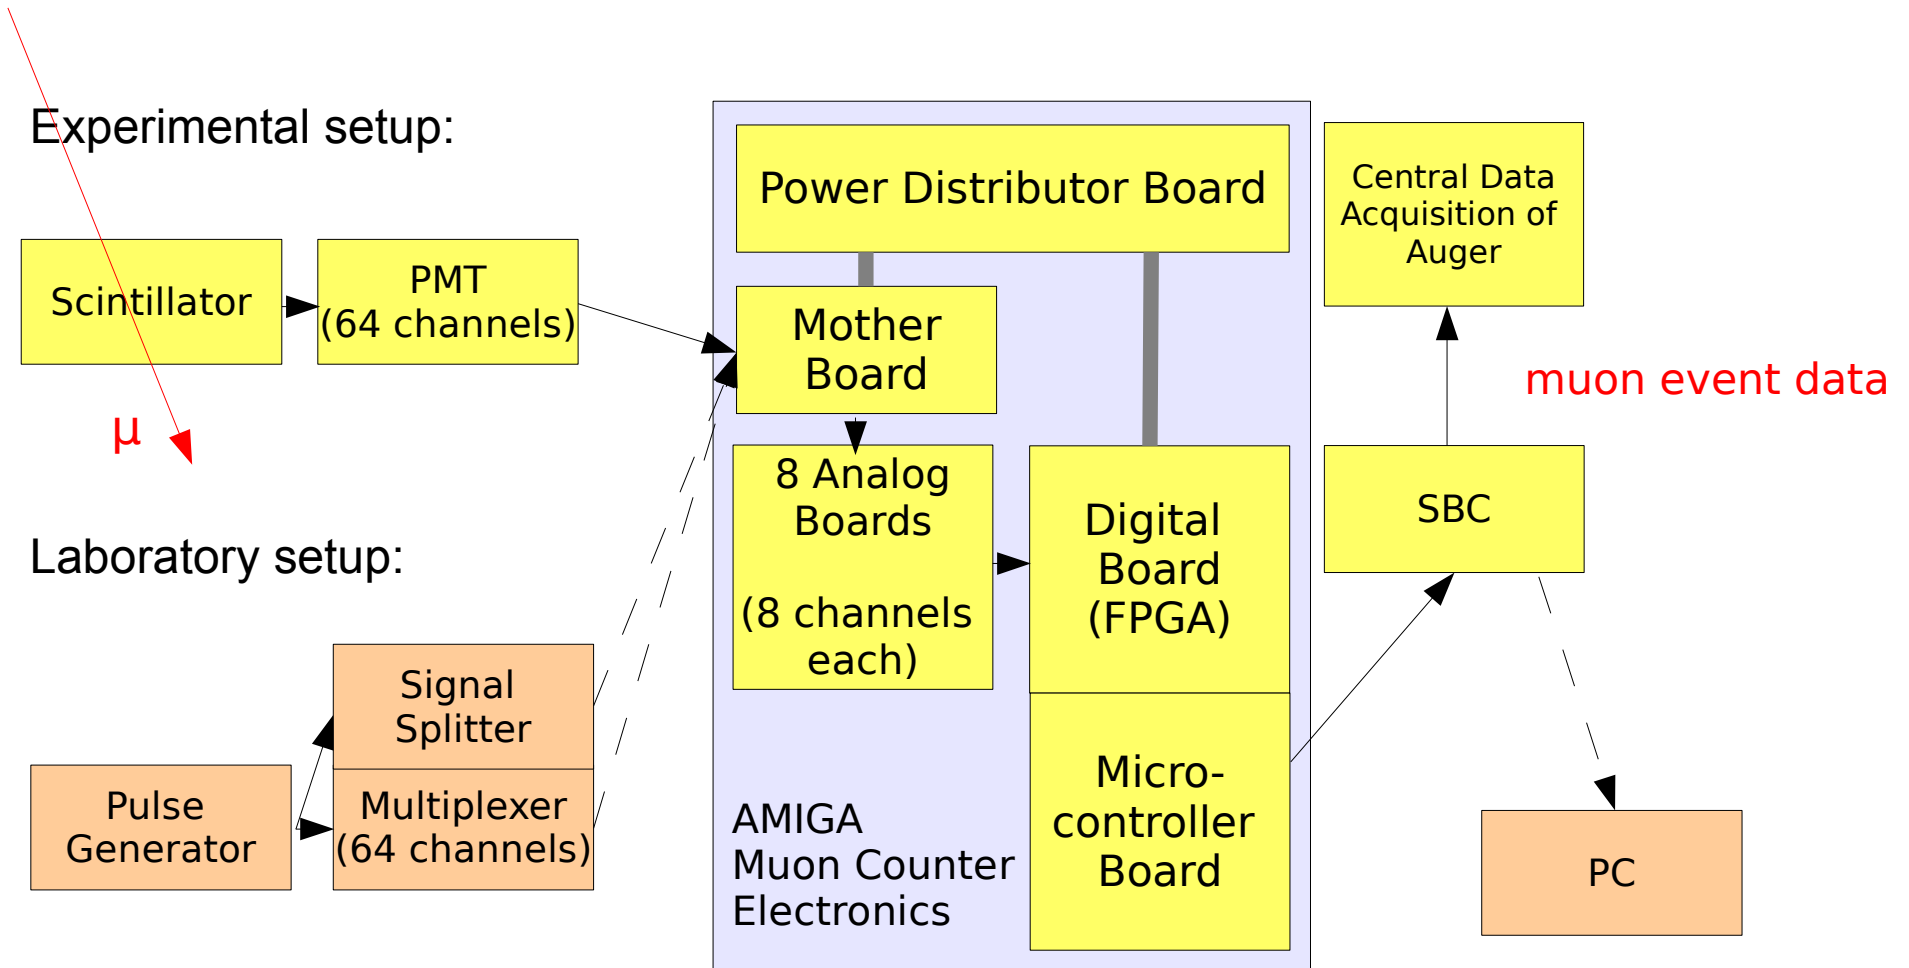 Experimental setup:
Scintillator
PMT
(64 channels)
μ
Laboratory setup:
Pulse
Generator
Signal
Splitter
Multiplexer
(64 channels)
Power Distributor Board
Mother
Board
8 Analog
Boards
(8 channels
each)
Digital
Board
(FPGA)
Micro-
controller
Board
AMIGA
Muon Counter
Electronics
Central Data
Acquisition of
Auger
muon event data
SBC
PC